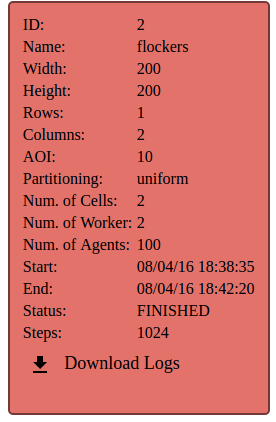 ID: 2
Name: flockers
Width: 200
Height: 200
Rows: 1
Columns: 2
AOI: 10
Partitioning: uniform
Num. of Cells: 2
Num. of Worker: 2
Num. of Agents: 100
Start: 08/04/16 18:38:35
End: 08/04/16 18:42:20
Status: FINISHED
Steps: 1024
Download Logs